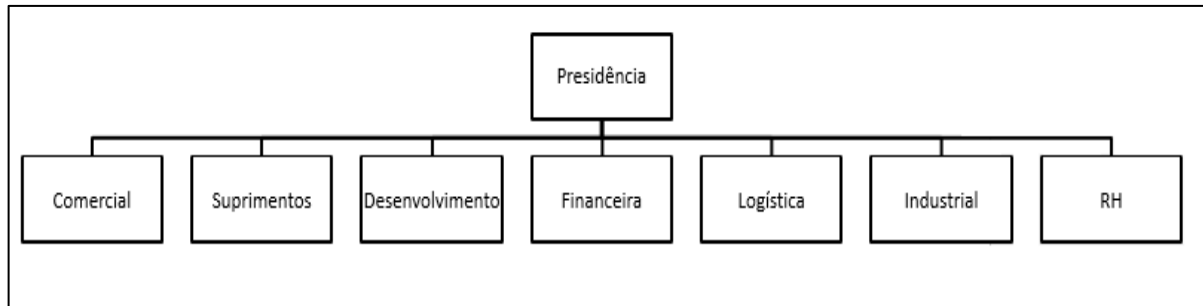 Presidência
Comercial
Suprimentos
Desenvolvimento
Financeira
Logística
Industrial
RH